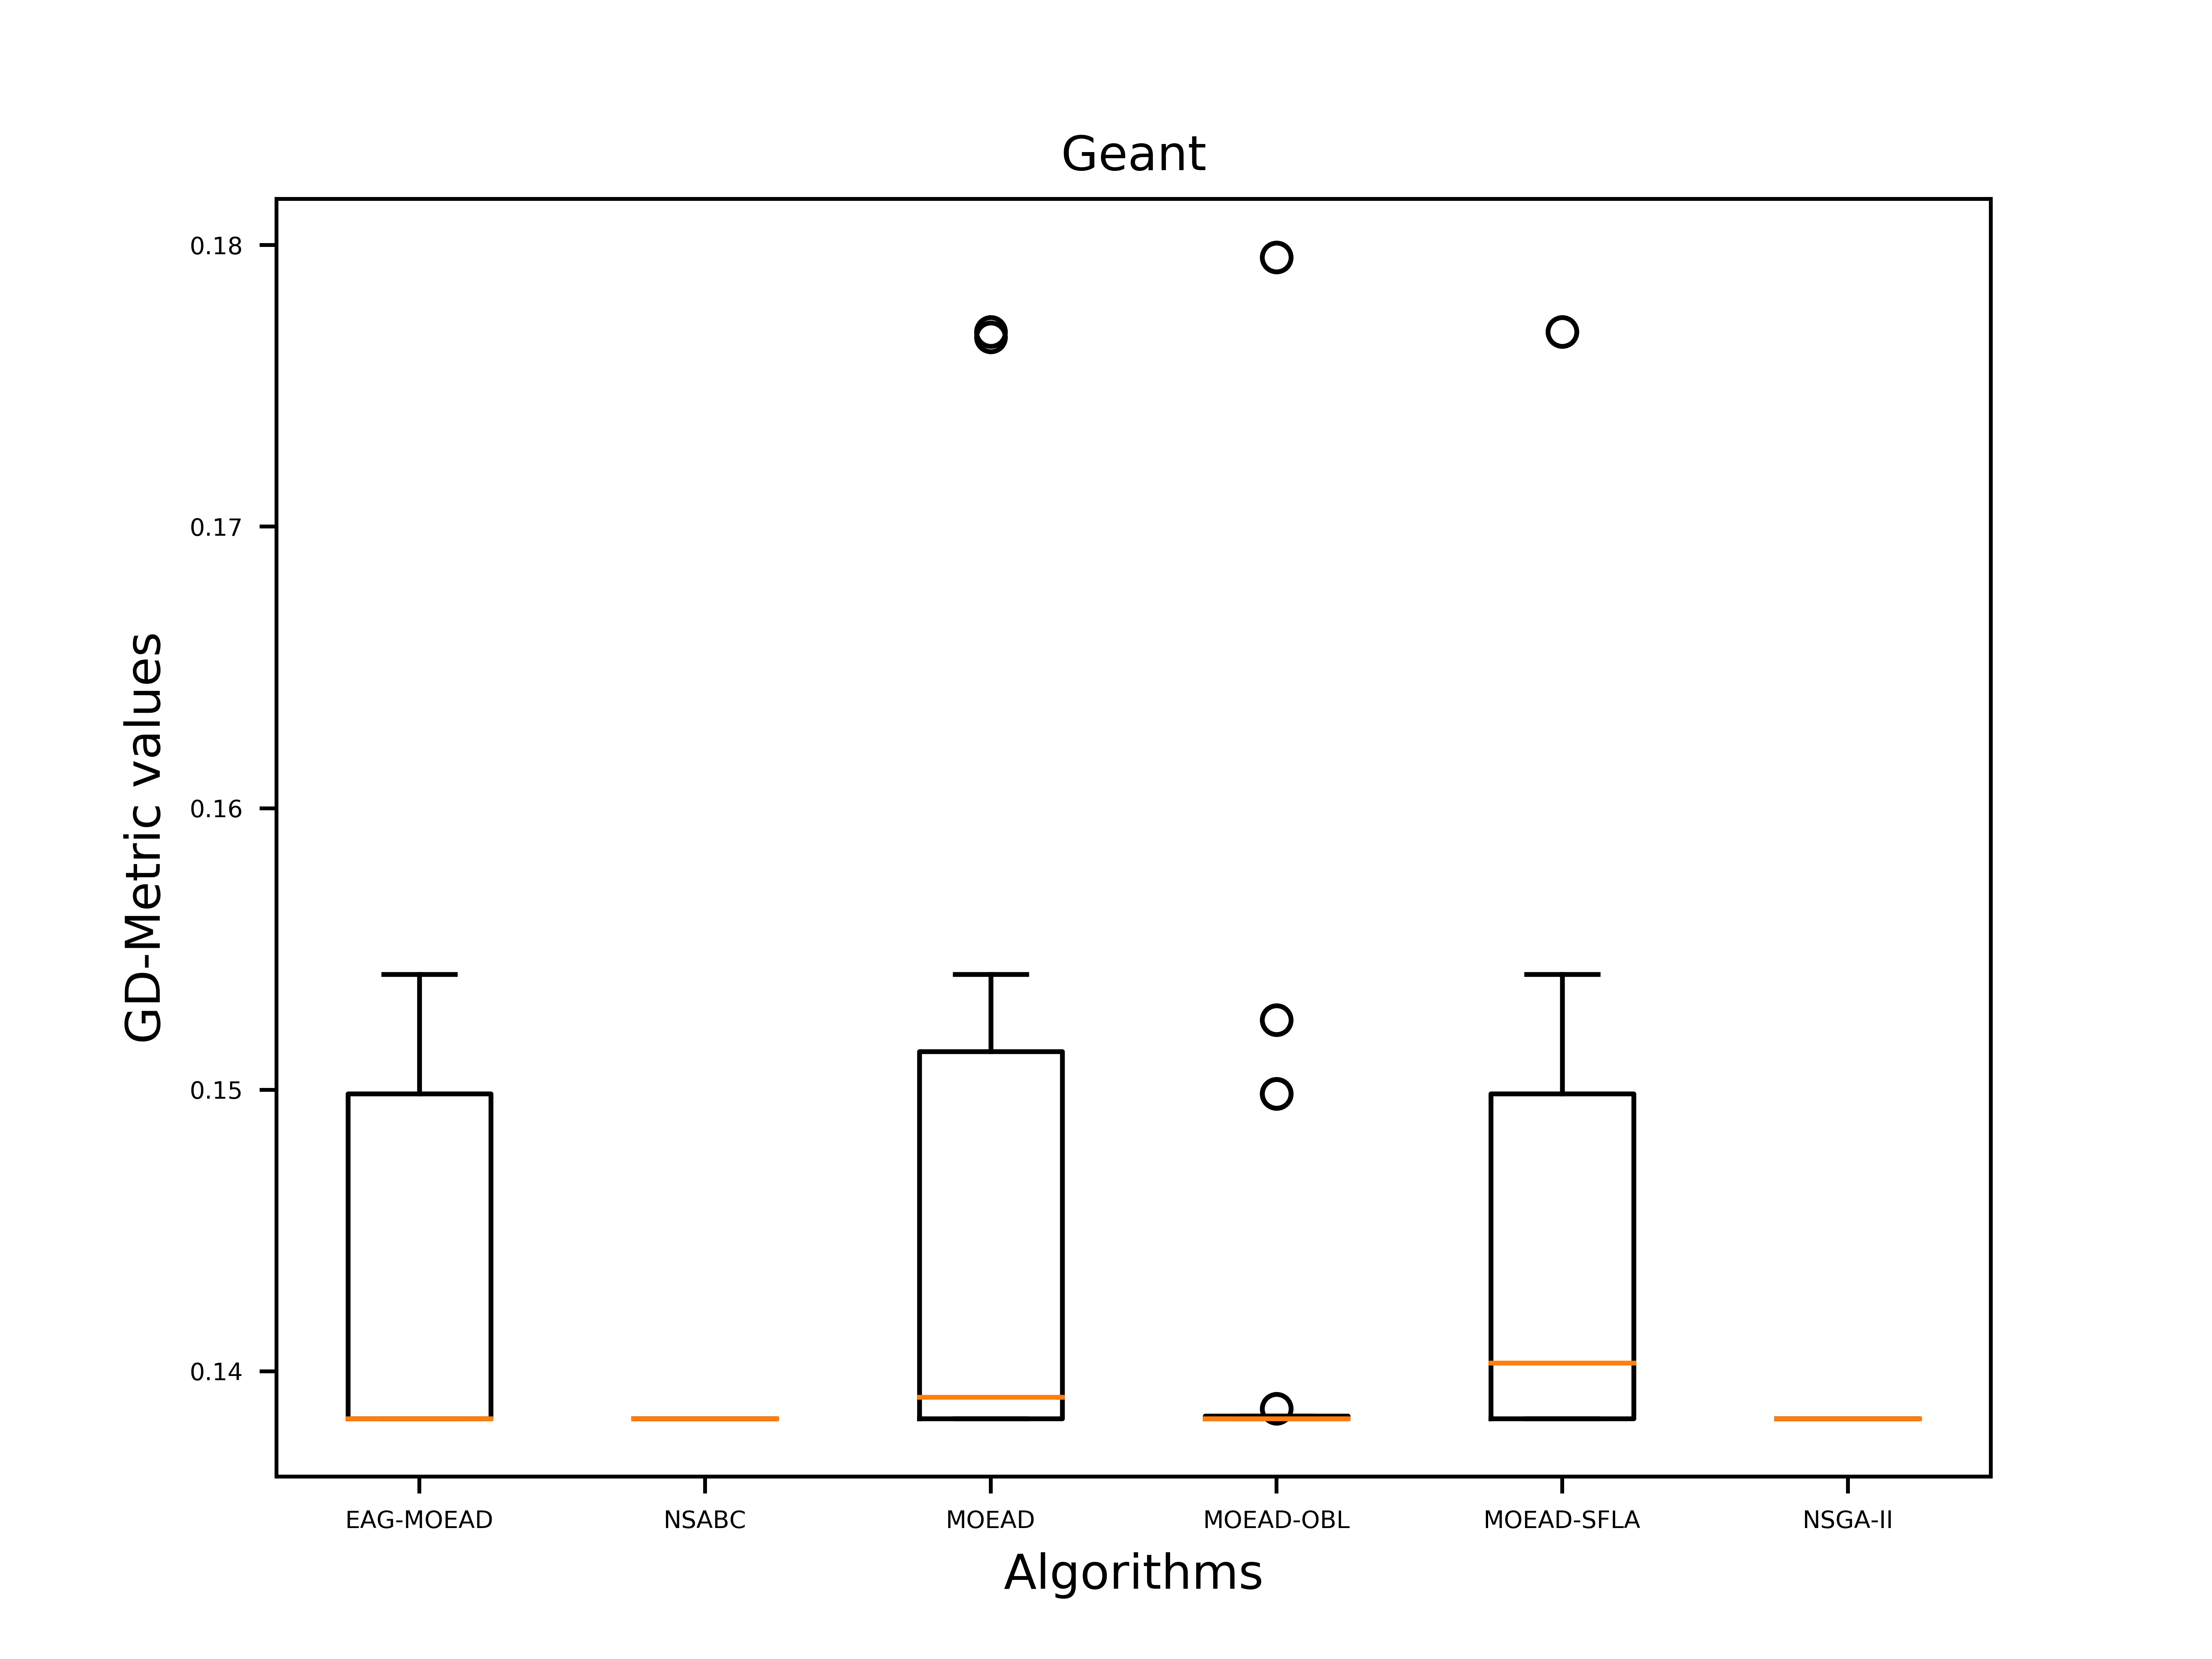 Geant
GD-Metric values
0.18
0.17
0.16
0.15
0.14
EAG-MOEAD NSABC MOEAD MOEAD-OBL MOEAD-SFLA NSGA-II
Algorithms